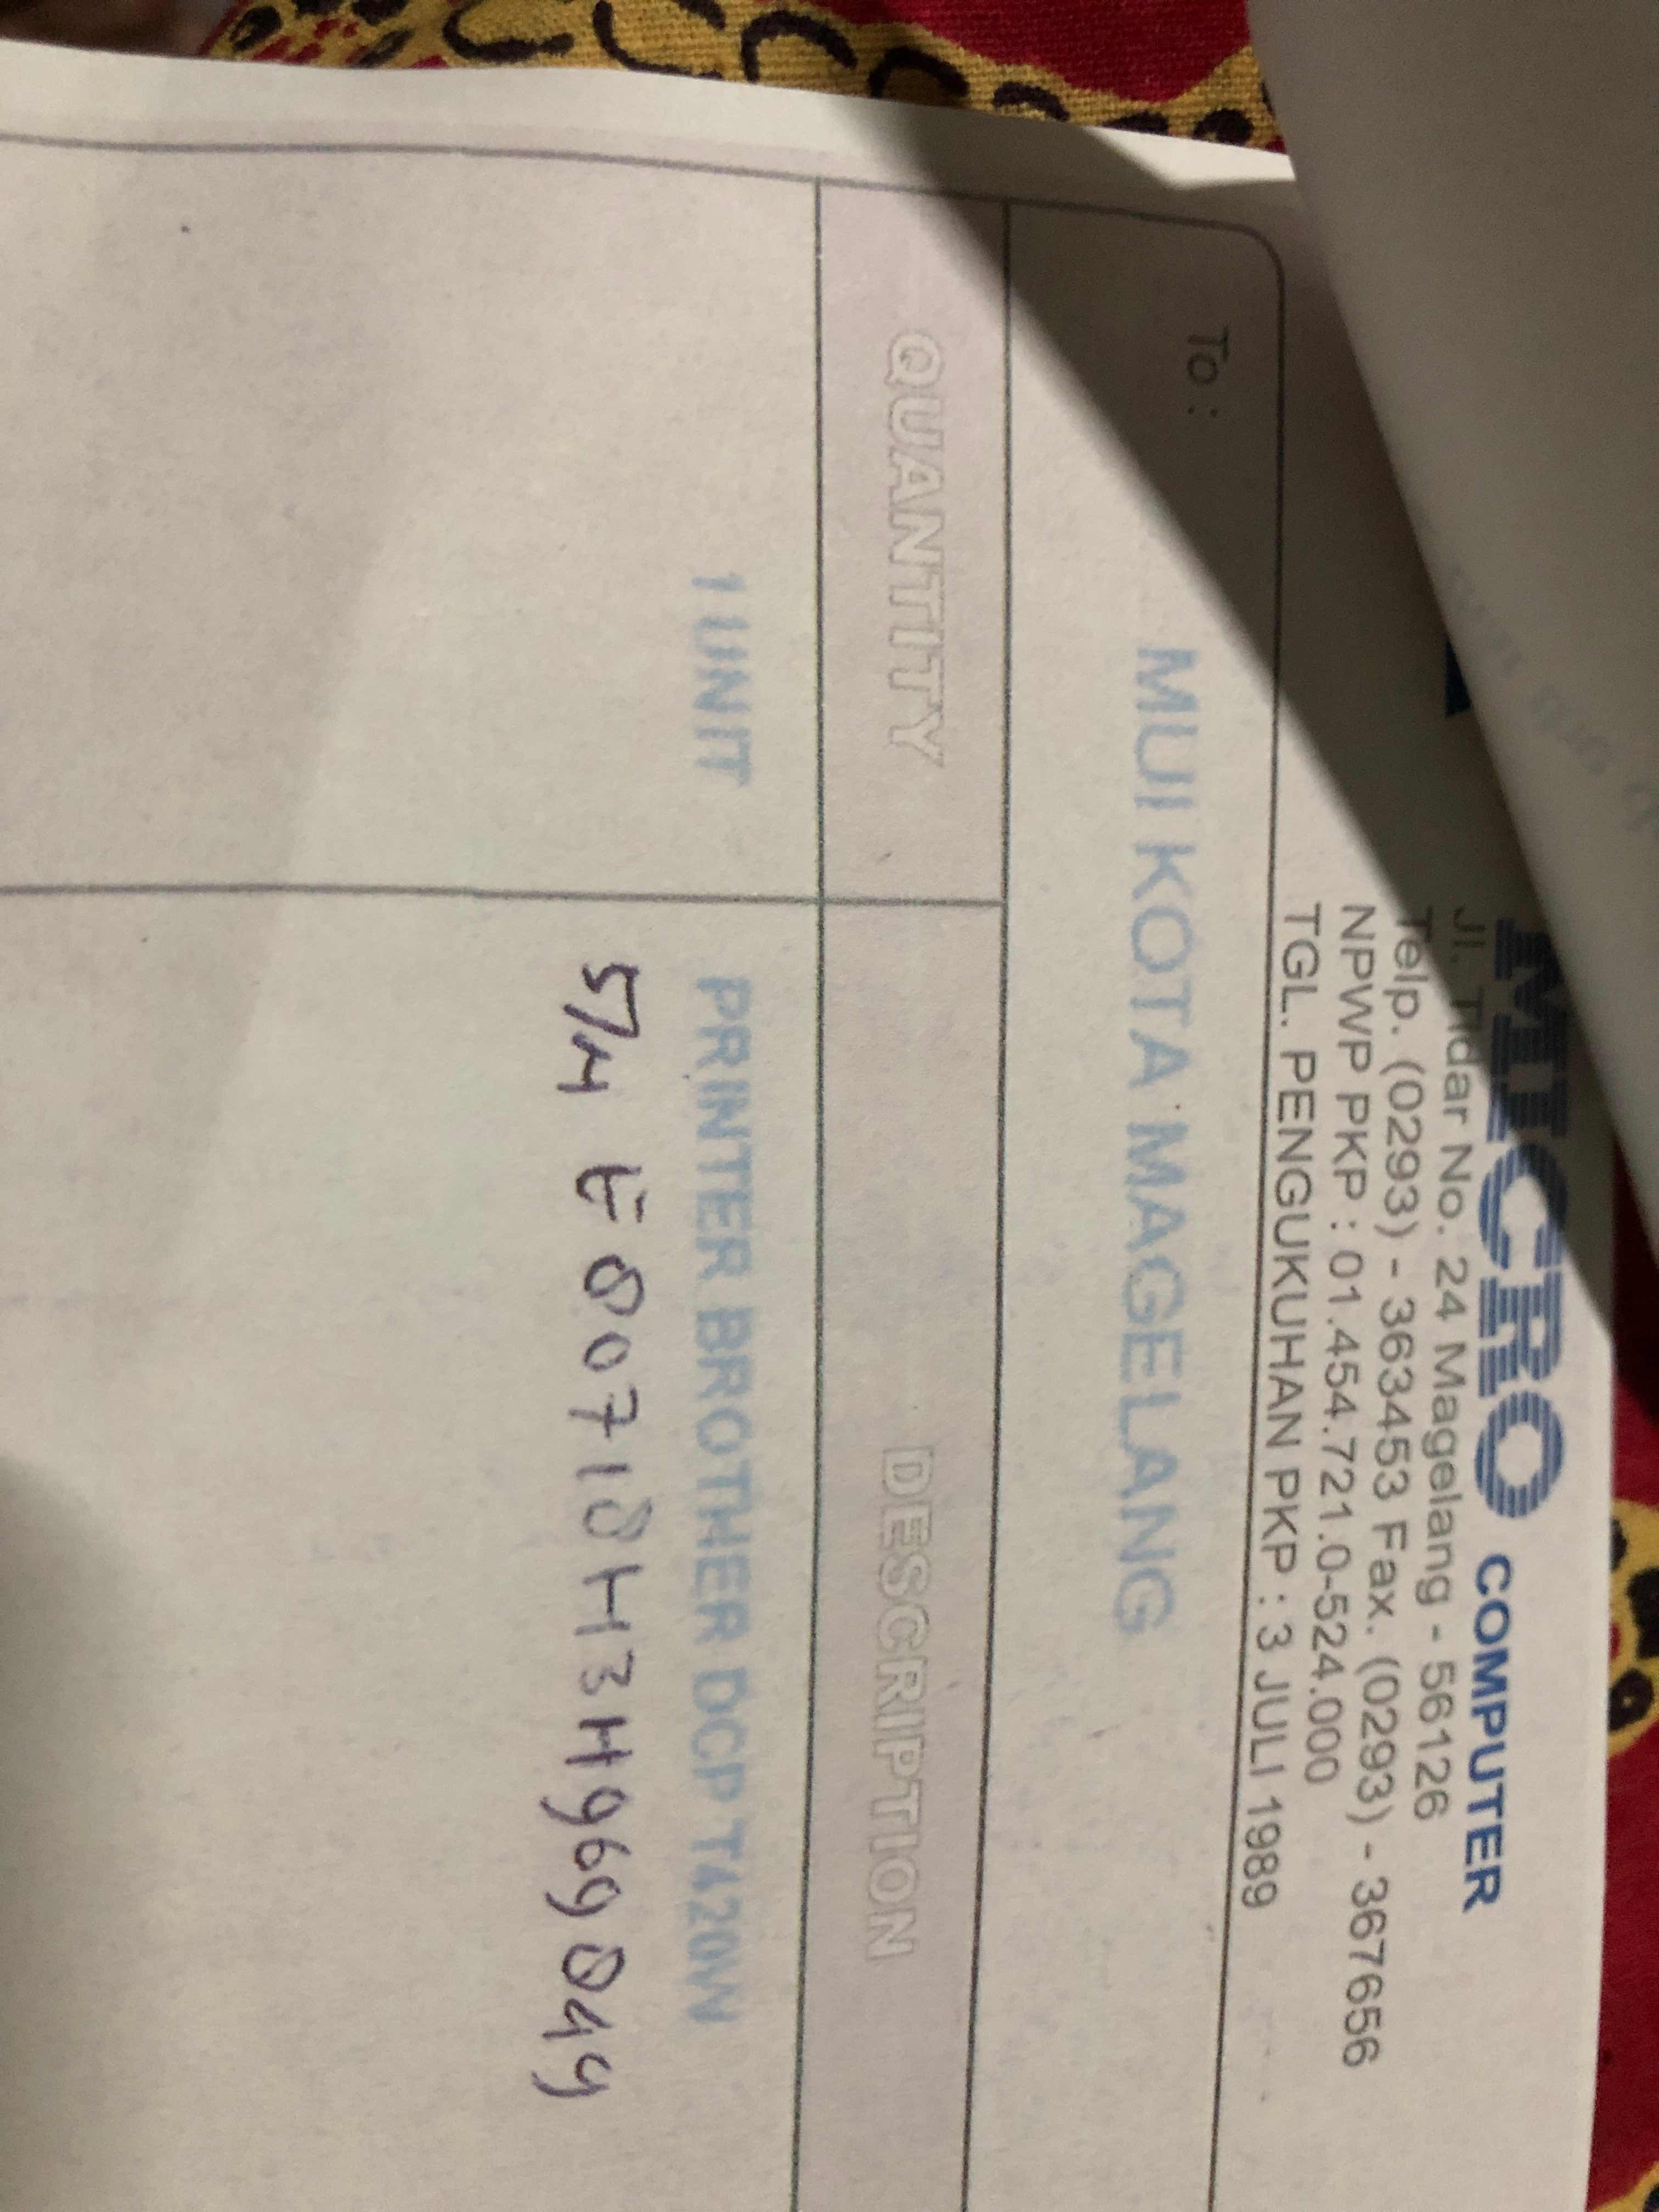 MICRO COMPUTER
Jl. Tidar No. 24 Magelang - 56126
Telp. (0293) - 363453 Fax. (0293) - 367656
NPWP PKP : 01.454.721.0-524.000
TGL. PENGUKUHAN PKP : 3 JULI 1989
To :
MUI KOTA MAGELANG
QUANTITY DESCRIPTION
1 UNIT PRINTER BROTHER DCP T420W
S/N E80718H3H969049